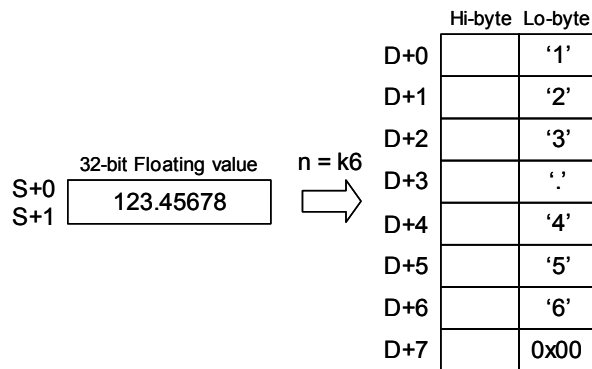 Hi-byte Lo-byte
D+0 ‘1’
D+1 ‘2’
D+2 ‘3’
D+3 ‘.’
D+4 ‘4’
D+5 ‘5’
D+6 ‘6’
D+7 0x00
32-bit Floating value
S+0
S+1
123.45678
n = k6